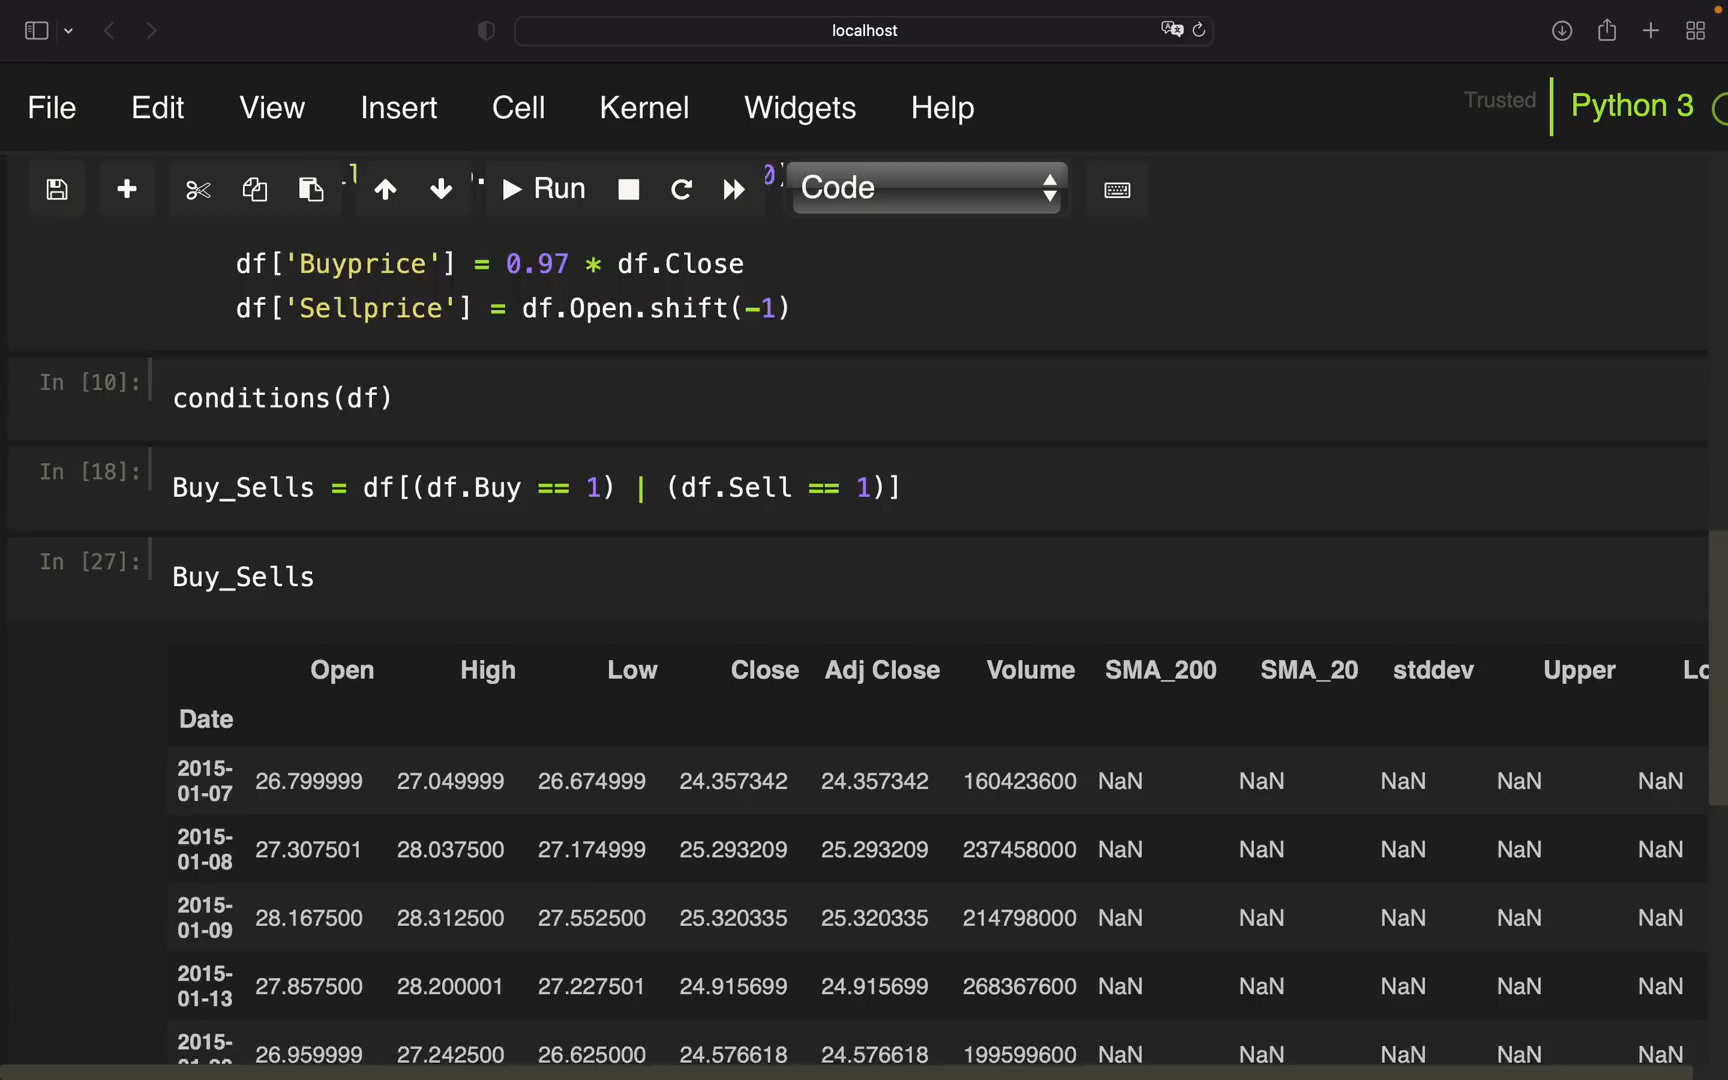 localhost
File Edit View Insert Cell Kernel Widgets Help Trusted Python 3
Run Code
df['Buyprice'] = 0.97 * df.Close
df['Sellprice'] = df.Open.shift(-1)
In [10]: conditions(df)
In [18]: Buy_Sells = df[(df.Buy == 1) | (df.Sell == 1)]
In [27]: Buy_Sells
Open High Low Close Adj Close Volume SMA_200 SMA_20 stddev Upper Lo
Date
2015-01-07 26.799999 27.049999 26.674999 24.357342 24.357342 160423600 NaN NaN NaN NaN NaN
2015-01-08 27.307501 28.037500 27.174999 25.293209 25.293209 237458000 NaN NaN NaN NaN NaN
2015-01-09 28.167500 28.312500 27.552500 25.320335 25.320335 214798000 NaN NaN NaN NaN NaN
2015-01-13 27.857500 28.200001 27.227501 24.915699 24.915699 268367600 NaN NaN NaN NaN NaN
2015- 26.959999 27.242500 26.625000 24.576618 24.576618 199599600 NaN NaN NaN NaN NaN